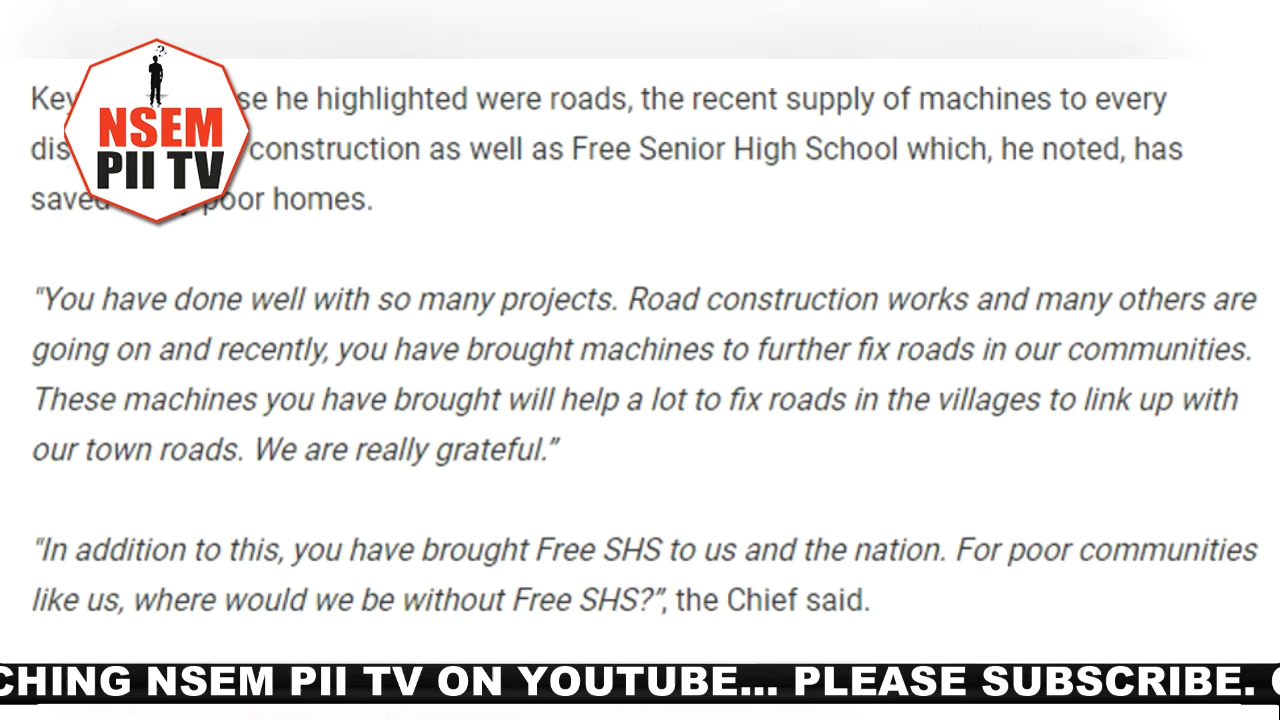 ?
NSEM
PII TV
he highlighted were roads, the recent supply of machines to every
construction as well as Free Senior High School which, he noted, has
poor homes.
"You have done well with so many projects. Road construction works and many others are
going on and recently, you have brought machines to further fix roads in our communities.
These machines you have brought will help a lot to fix roads in the villages to link up with
our town roads. We are really grateful.”
"In addition to this, you have brought Free SHS to us and the nation. For poor communities
like us, where would we be without Free SHS?”, the Chief said.
CHING NSEM PII TV ON YOUTUBE... PLEASE SUBSCRIBE.